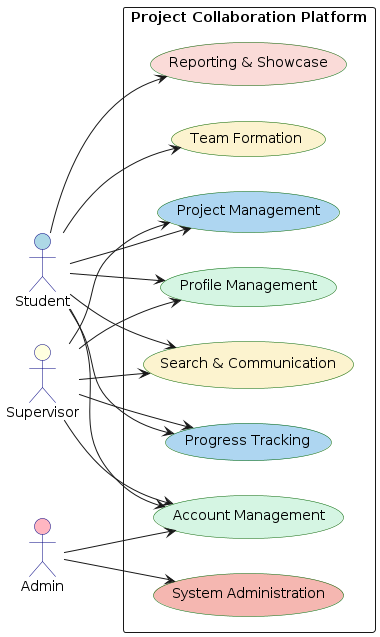 Project Collaboration Platform
Reporting & Showcase
Team Formation
Project Management
Profile Management
Student
Search & Communication
Supervisor
Progress Tracking
Account Management
Admin
System Administration